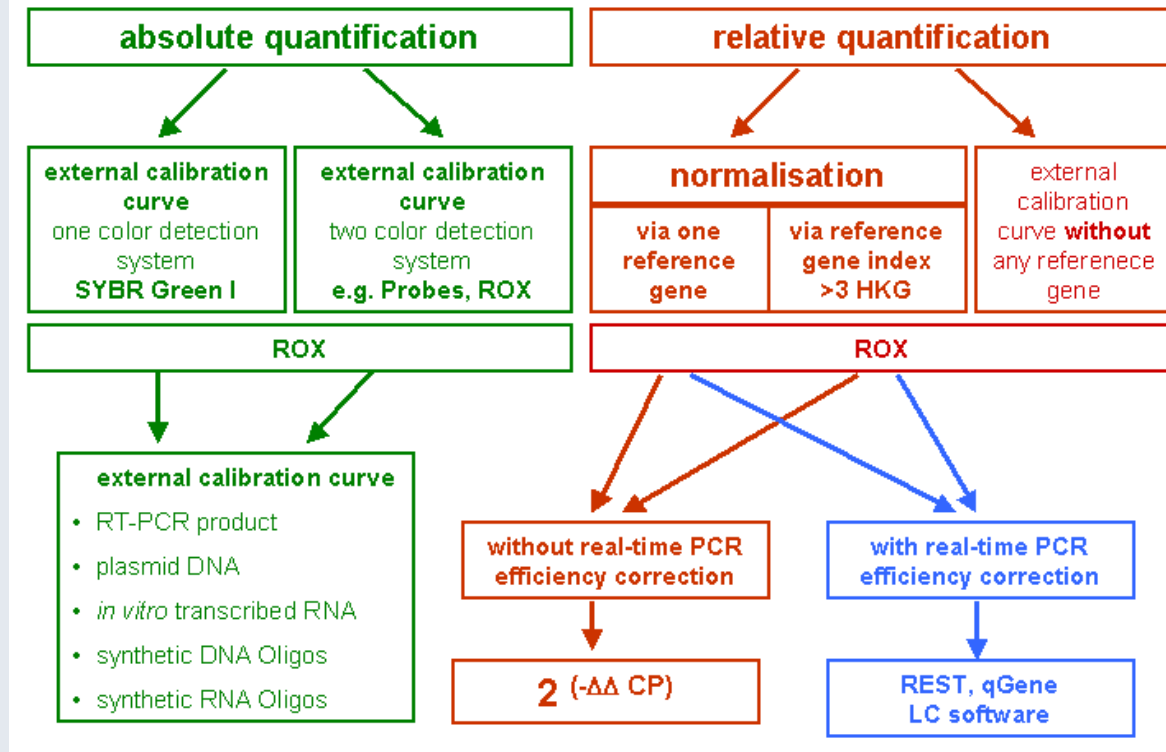 absolute quantification
relative quantification
external calibration
curve
one color detection
system
SYBR Green I
external calibration
curve
two color detection
system
e.g. Probes, ROX
normalisation
via one
reference
gene
via reference
gene index
>3 HKG
external
calibration
curve without
any referenece
gene
ROX
ROX
external calibration curve
• RT-PCR product
• plasmid DNA
• in vitro transcribed RNA
• synthetic DNA Oligos
• synthetic RNA Oligos
without real-time PCR
efficiency correction
with real-time PCR
efficiency correction
2 (-ΔΔ CP)
REST, qGene
LC software